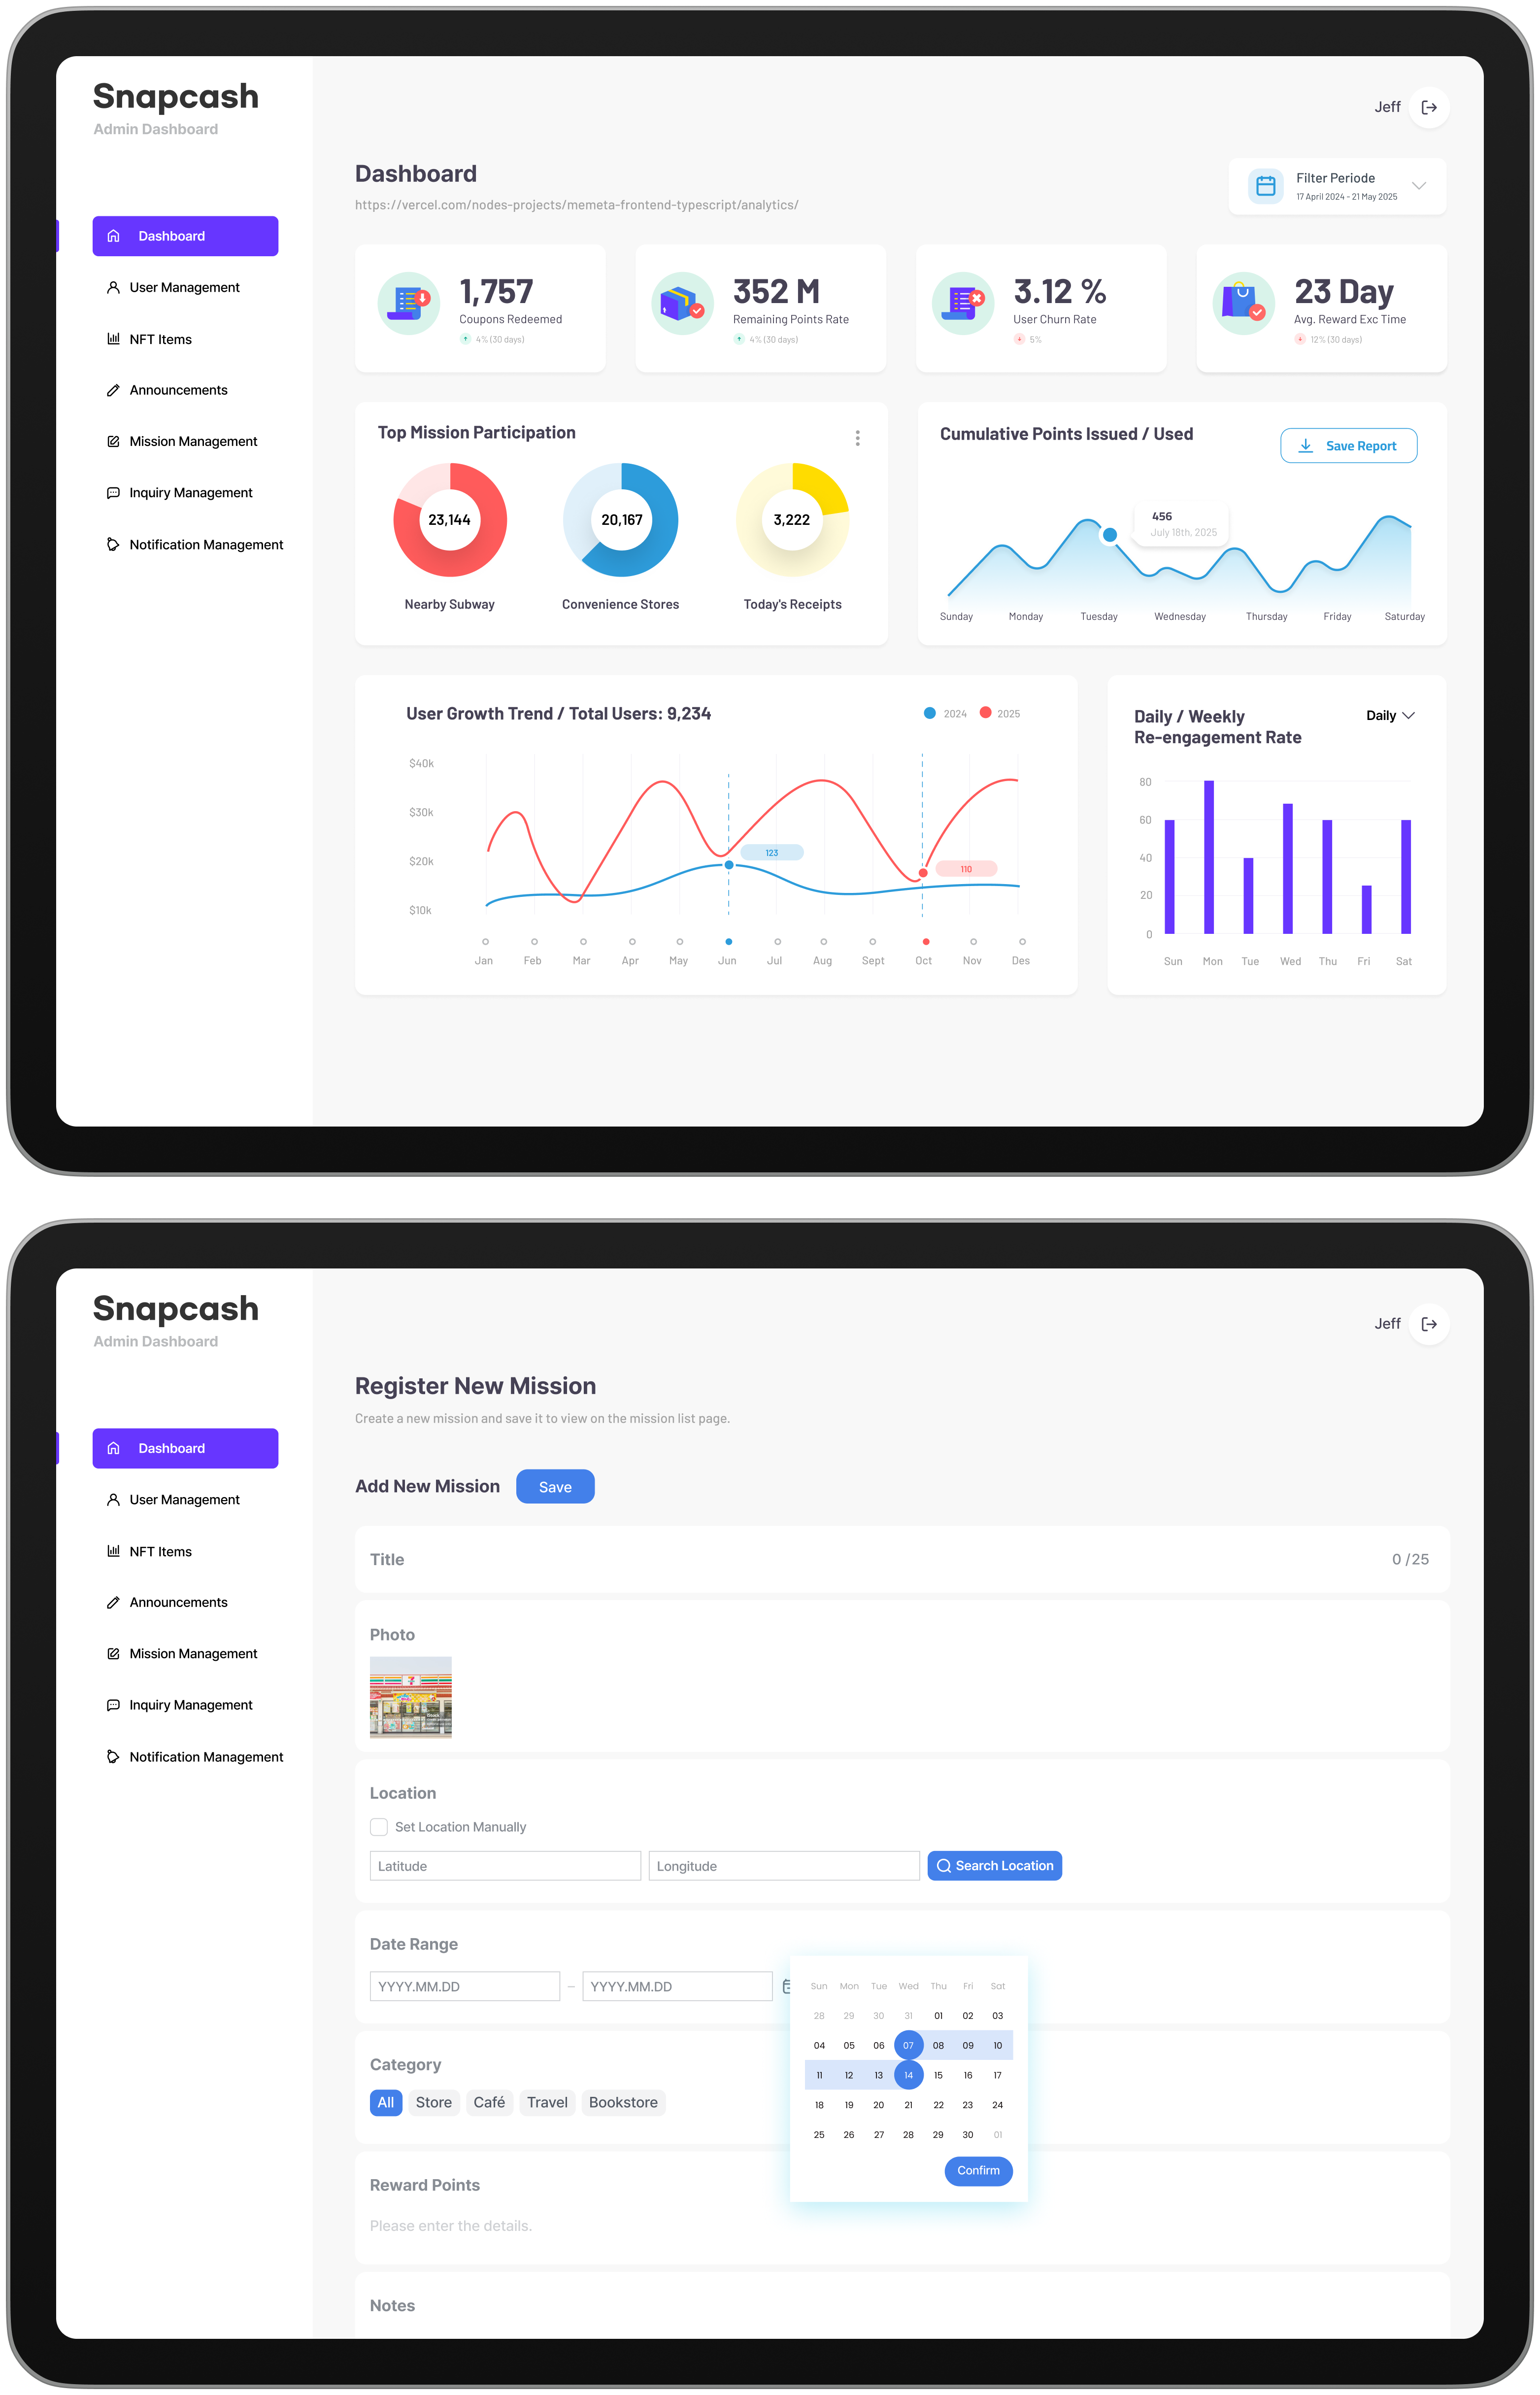 Snapcash
Admin Dashboard
Jeff
Dashboard
User Management
NFT Items
Announcements
Mission Management
Inquiry Management
Notification Management
Dashboard
https://vercel.com/nodes-projects/memeta-frontend-typescript/analytics/
Filter Periode
17 April 2024 - 21 May 2025
1,757
Coupons Redeemed
4% (30 days)
352 M
Remaining Points Rate
4% (30 days)
3.12 %
User Churn Rate
5%
23 Day
Avg. Reward Exc Time
12% (30 days)
Top Mission Participation
23,144
20,167
3,222
Nearby Subway
Convenience Stores
Today's Receipts
Cumulative Points Issued / Used
Save Report
456
July 18th, 2025
Sunday Monday Tuesday Wednesday Thursday Friday Saturday
User Growth Trend / Total Users: 9,234
2024 2025
$40k
$30k
$20k
$10k
123
110
Jan Feb Mar Apr May Jun Jul Aug Sept Oct Nov Des
Daily / Weekly
Re-engagement Rate
Daily
80
60
40
20
0
Sun Mon Tue Wed Thu Fri Sat
Snapcash
Admin Dashboard
Jeff
Dashboard
User Management
NFT Items
Announcements
Mission Management
Inquiry Management
Notification Management
Register New Mission
Create a new mission and save it to view on the mission list page.
Add New Mission
Save
Title
0 /25
Photo
Location
Set Location Manually
Latitude
Longitude
Search Location
Date Range
YYYY.MM.DD – YYYY.MM.DD
Sun Mon Tue Wed Thu Fri Sat
28 29 30 31 01 02 03
04 05 06 07 08 09 10
11 12 13 14 15 16 17
18 19 20 21 22 23 24
25 26 27 28 29 30 01
Confirm
Category
All Store Café Travel Bookstore
Reward Points
Please enter the details.
Notes